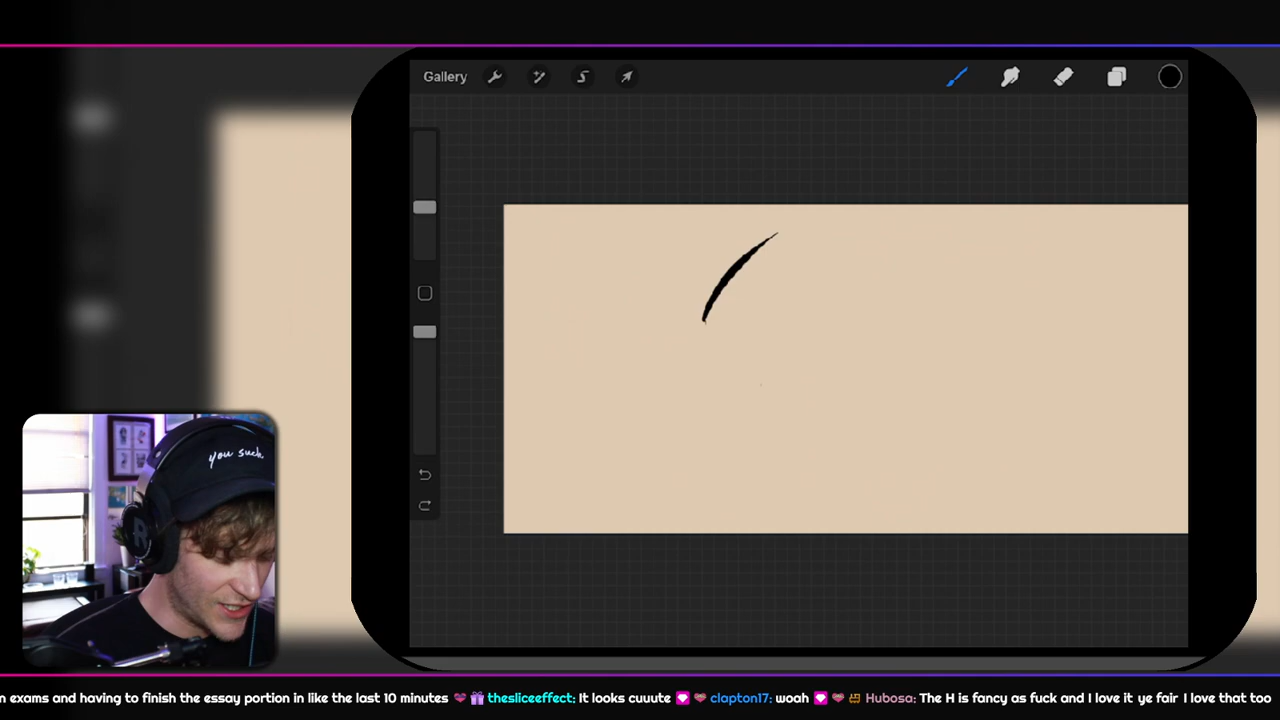 Gallery
you suck
n exams and having to finish the essay portion in like the last 10 minutes thesliceeffect: It looks cuuute clapton17: woah Hubosa: The H is fancy as fuck and I love it ye fair I love that too